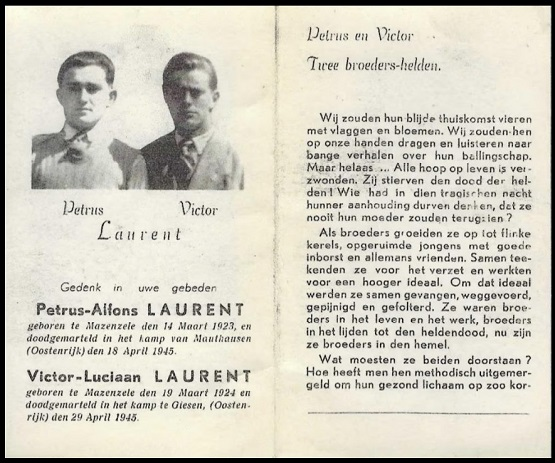 Petrus Victor
Laurent
Gedenk in uwe gebeden
Petrus-Alfons LAURENT
geboren te Mazenzele den 14 Maart 1923, en
doodgemarteld in het kamp van Mauthausen
(Oostenrijk) den 18 April 1945.
Victor-Luciaan LAURENT
geboren te Mazenzele den 19 Maart 1924 en
doodgemarteld in het kamp te Giesen, (Oosten-
rijk) den 29 April 1945.
Petrus en Victor
Twee broeders-helden.
Wij zouden hun blijde thuiskomst vieren
met vlaggen en bloemen. Wij zouden hen
op onze handen dragen en luisteren naar
bange verhalen over hun ballingschap.
Maar helaas ... Alle hoop op leven is ver-
zwonden. Zij stierven den dood der hel-
den! Wie had in dien tragischen nacht
hunner aanhouding durven denken, dat ze
nooit hun moeder zouden terugzien?
Als broeders groeiden ze op tot flinke
kerels, opgeruimde jongens met goede
inborst en allemans vrienden. Samen tee-
kenden ze voor het verzet en werkten
voor een hooger ideaal. Om dat ideaal
werden ze samen gevangen, weggevoerd,
gepijnigd en gefolterd. Ze waren broe-
ders in het leven en het werk, broeders
in het lijden tot den heldendood, nu zijn
ze broeders in den hemel.
Wat moesten ze beiden doorstaan?
Hoe heeft men hen methodisch uitgemer-
geld om hun gezond lichaam op zoo kor-